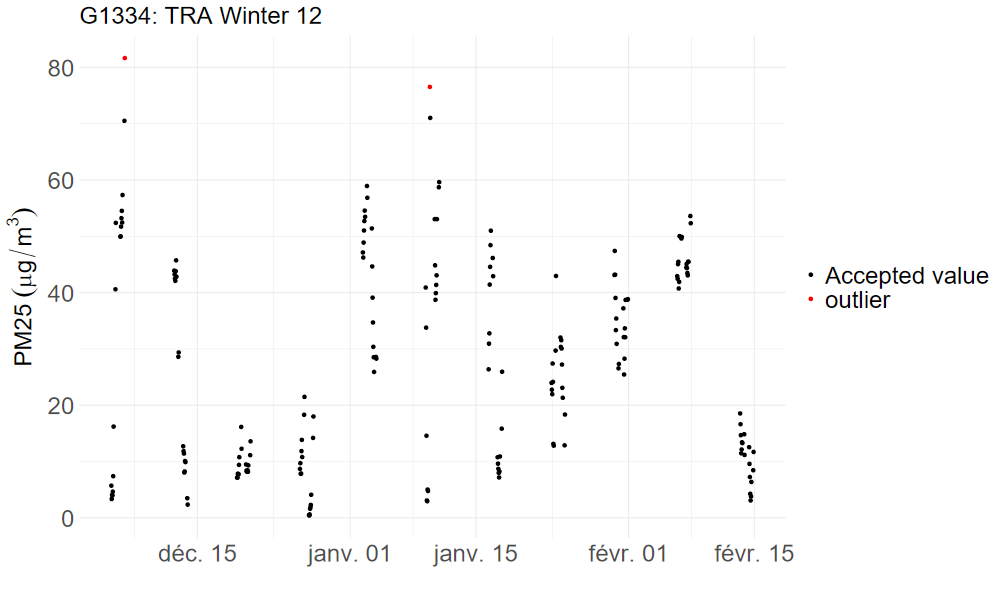 G1334: TRA Winter 12
PM25 (μg/m³)
80
60
40
20
0
déc. 15 janv. 01 janv. 15 févr. 01 févr. 15
Accepted value
outlier